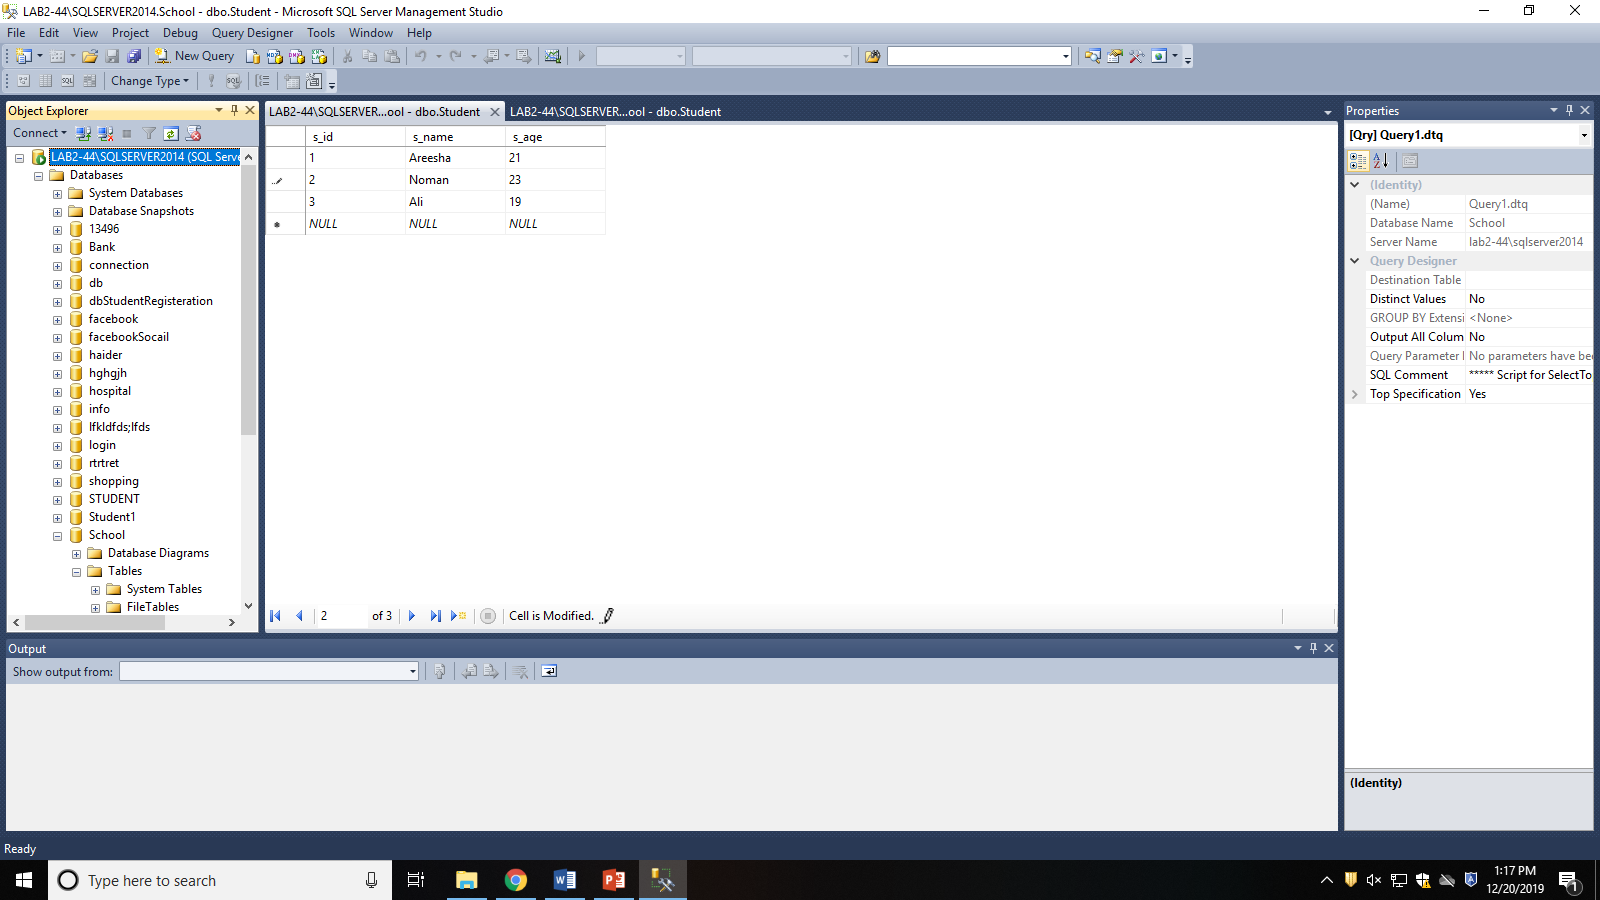 LAB2-44\SQLSERVER2014.School - dbo.Student - Microsoft SQL Server Management Studio
File Edit View Project Debug Query Designer Tools Window Help
New Query
Change Type
Object Explorer
Connect
LAB2-44\SQLSERVER2014 (SQL Serve
Databases
System Databases
Database Snapshots
13496
Bank
connection
db
dbStudentRegisteration
facebook
facebookSocail
haider
hghgjh
hospital
info
lfkldfds;lfds
login
rtrtret
shopping
STUDENT
Student1
School
Database Diagrams
Tables
System Tables
FileTables
LAB2-44\SQLSERVER...ool - dbo.Student LAB2-44\SQLSERVER...ool - dbo.Student
s_id s_name s_age
1 Areesha 21
2 Noman 23
3 Ali 19
NULL NULL NULL
2 of 3 Cell is Modified.
Properties
[Qry] Query1.dtq
(Identity)
(Name) Query1.dtq
Database Name School
Server Name lab2-44\sqlserver2014
Query Designer
Destination Table
Distinct Values No
GROUP BY Extensi <None>
Output All Colum No
Query Parameter No parameters have bee
SQL Comment ***** Script for SelectTo
Top Specification Yes
(Identity)
Output
Show output from:
Ready
Type here to search
1:17 PM
12/20/2019
1